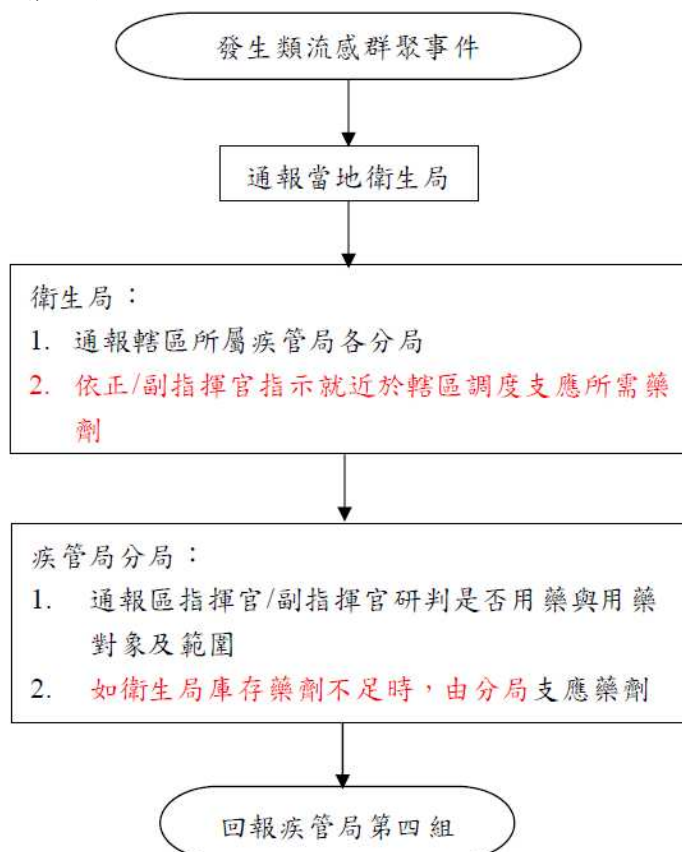 發生類流感群聚事件
通報當地衛生局
衛生局：
1. 通報轄區所屬疾管局各分局
2. 依正/副指揮官指示就近於轄區調度支應所需藥
劑
疾管局分局：
1. 通報區指揮官/副指揮官研判是否用藥與用藥
對象及範圍
2. 如衛生局庫存藥劑不足時，由分局支應藥劑
回報疾管局第四組